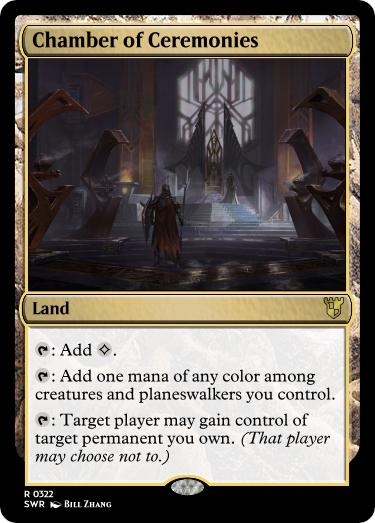 Chamber of Ceremonies
Land
: Add .
: Add one mana of any color among
creatures and planeswalkers you control.
: Target player may gain control of
target permanent you own. (That player
may choose not to.)
R 0322
SWR Bill Zhang